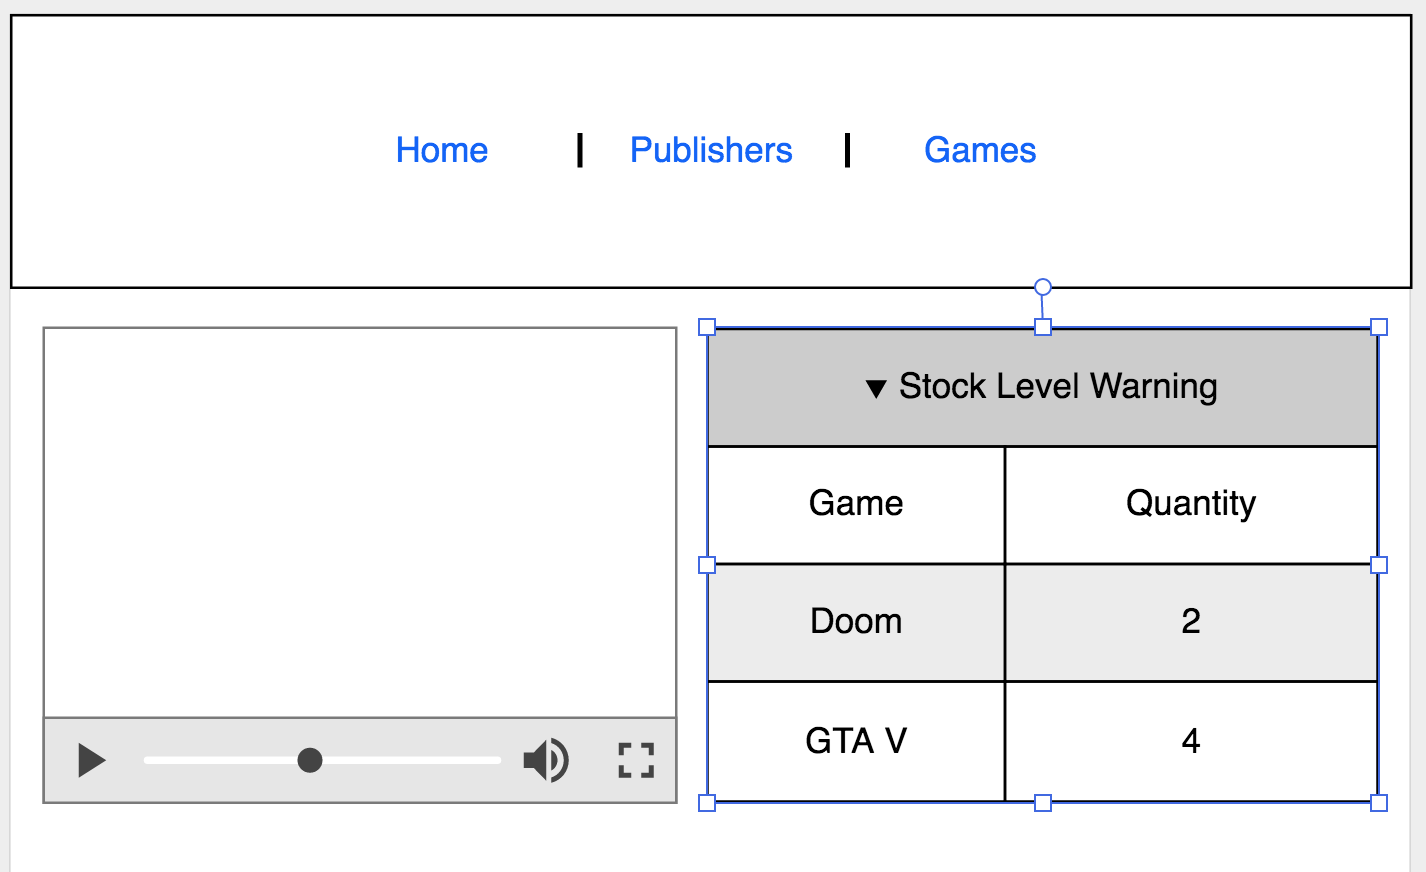 Home | Publishers | Games
Stock Level Warning
Game Quantity
Doom 2
GTA V 4